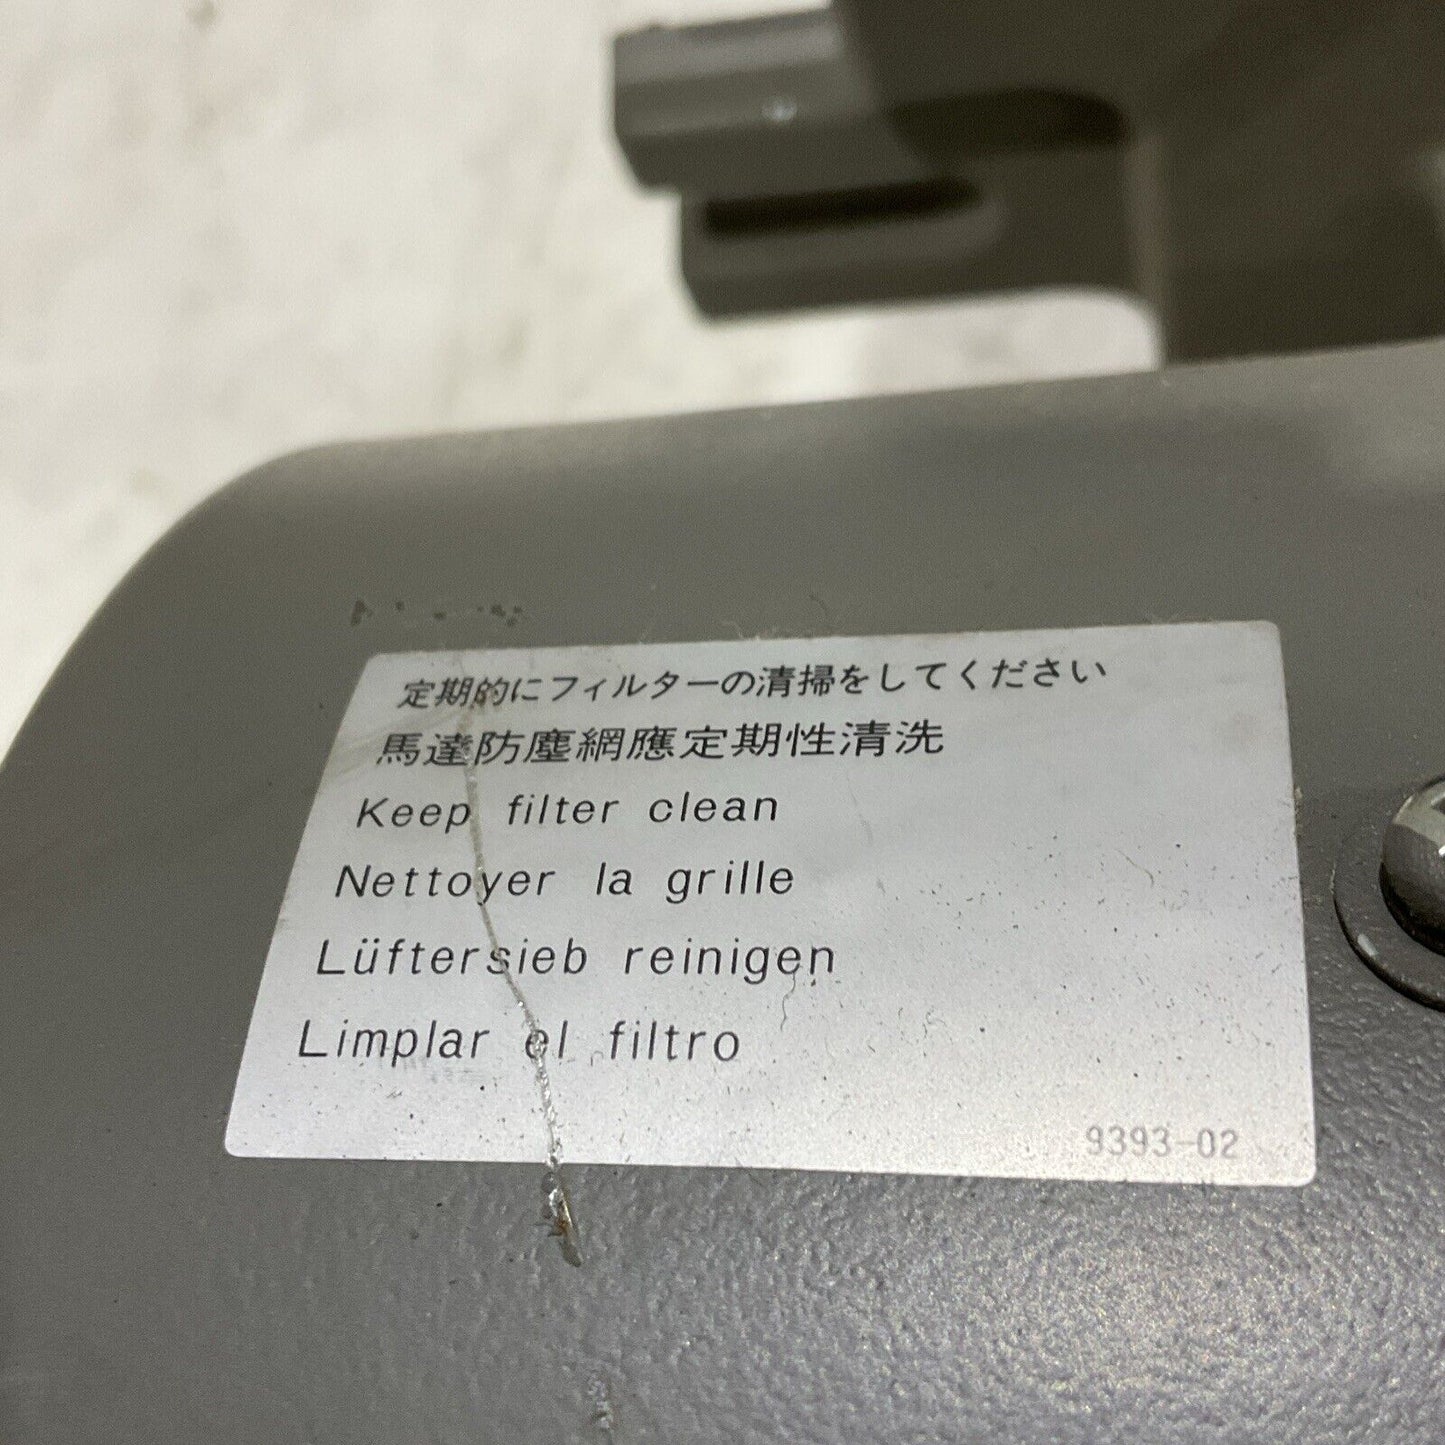 定期的にフィルターの清掃をしてください
馬達防塵網應定期性清洗
Keep filter clean
Nettoyer la grille
Lüftersieb reinigen
Limplar el filtro
9393-02